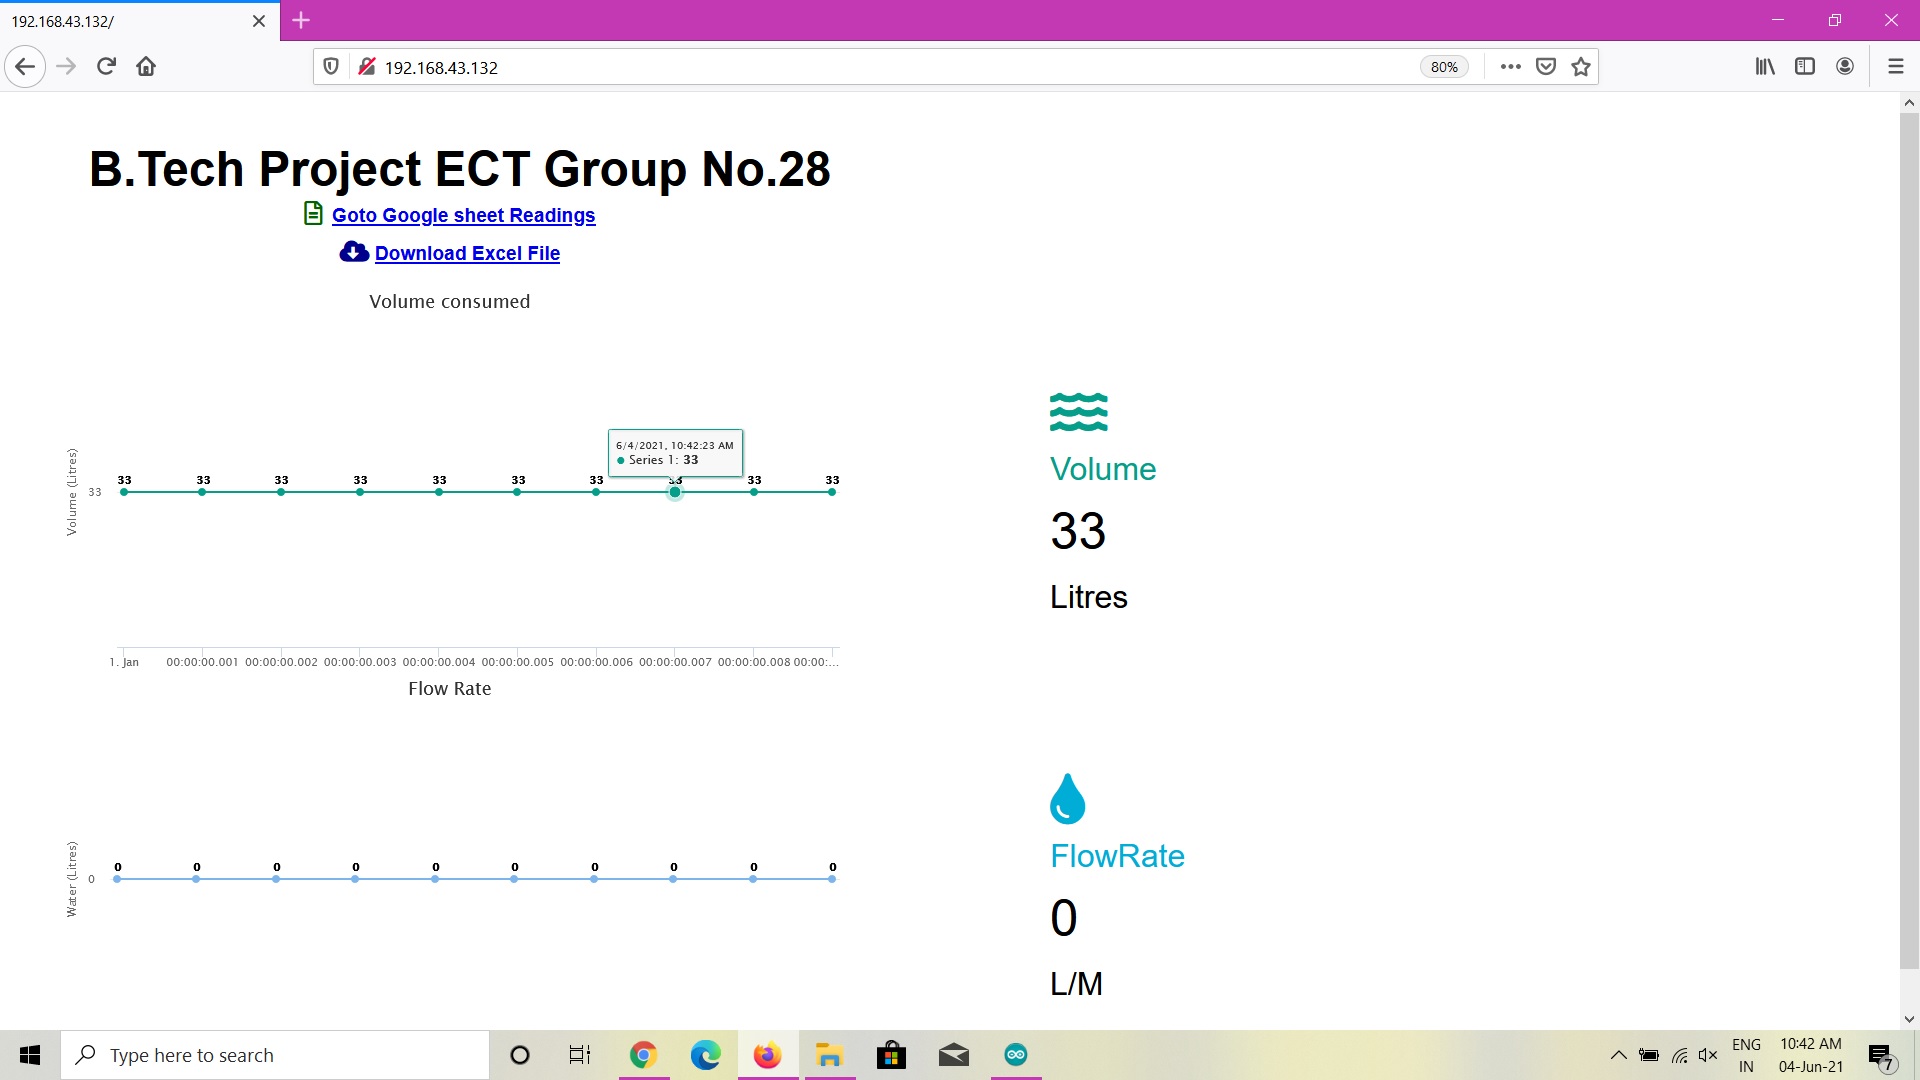 192.168.43.132/
192.168.43.132
80%
B.Tech Project ECT Group No.28
Goto Google sheet Readings
Download Excel File
Volume consumed
6/4/2021, 10:42:23 AM
Series 1: 33
33 33 33 33 33 33 33 33 33 33
33
Volume (Litres)
1. Jan 00:00:00.001 00:00:00.002 00:00:00.003 00:00:00.004 00:00:00.005 00:00:00.006 00:00:00.007 00:00:00.008 00:00:...
Volume
33
Litres
Flow Rate
0 0 0 0 0 0 0 0 0 0
0
Water (Litres)
FlowRate
0
L/M
Type here to search
ENG
IN
10:42 AM
04-Jun-21
7